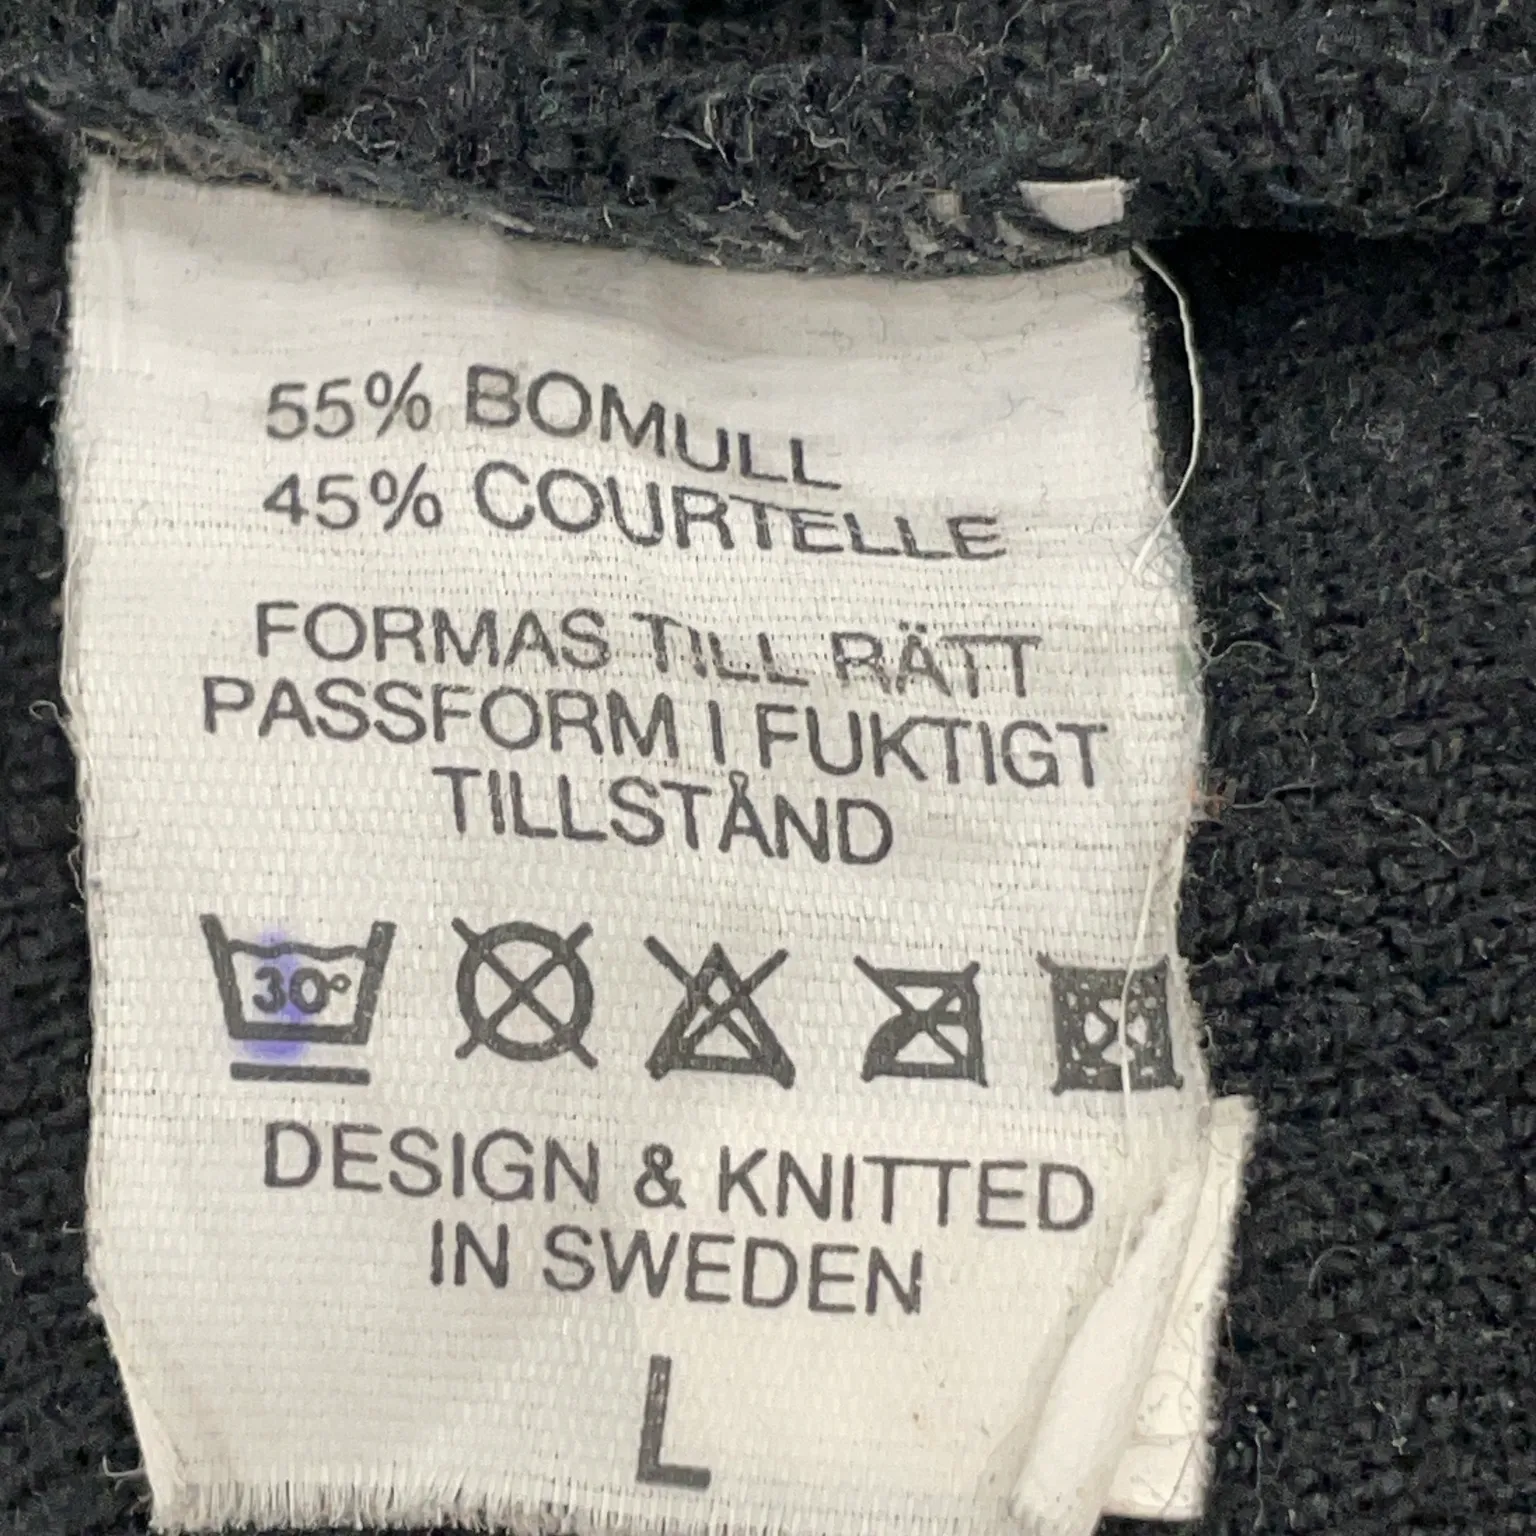 55% BOMULL
45% COURTELLE
FORMAS TILL RÄTT
PASSFORM I FUKTIGT
TILLSTÅND
30°
DESIGN & KNITTED
IN SWEDEN
L